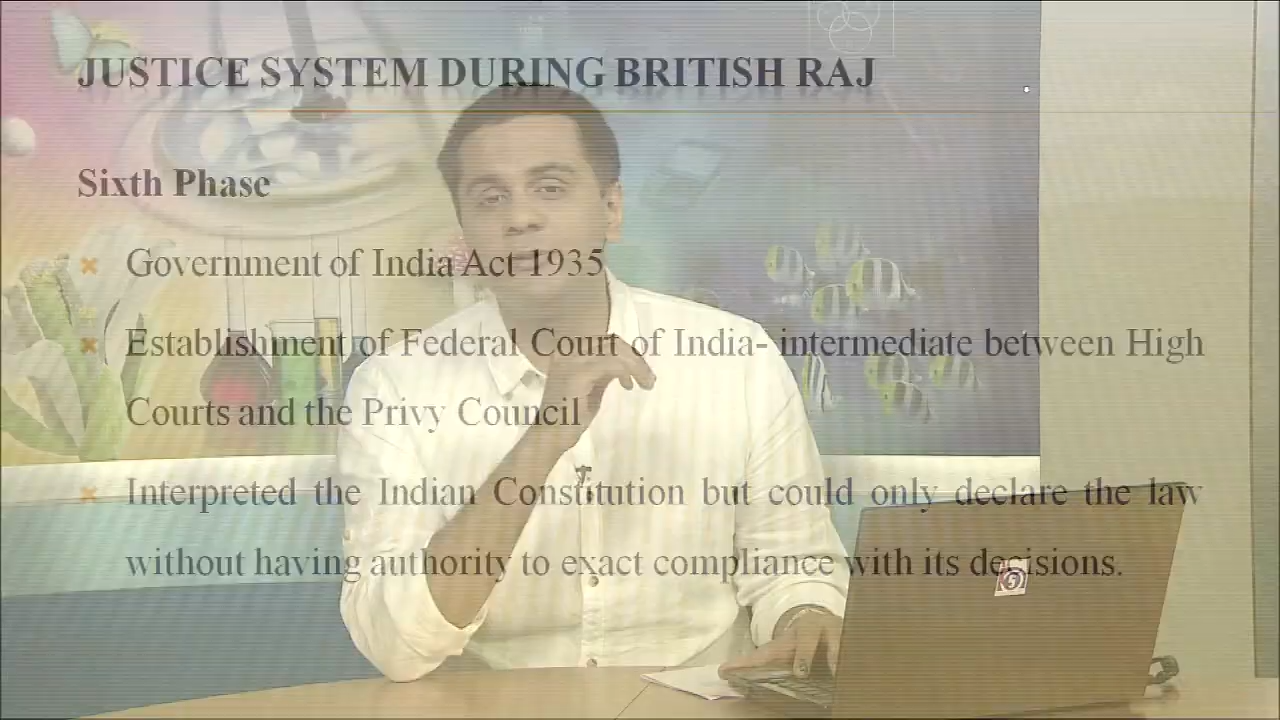 JUSTICE SYSTEM DURING BRITISH RAJ
Sixth Phase
Government of India Act 1935
Establishment of Federal Court of India- intermediate between High
Courts and the Privy Council
Interpreted the Indian Constitution but could only declare the law
without having authority to exact compliance with its decisions.